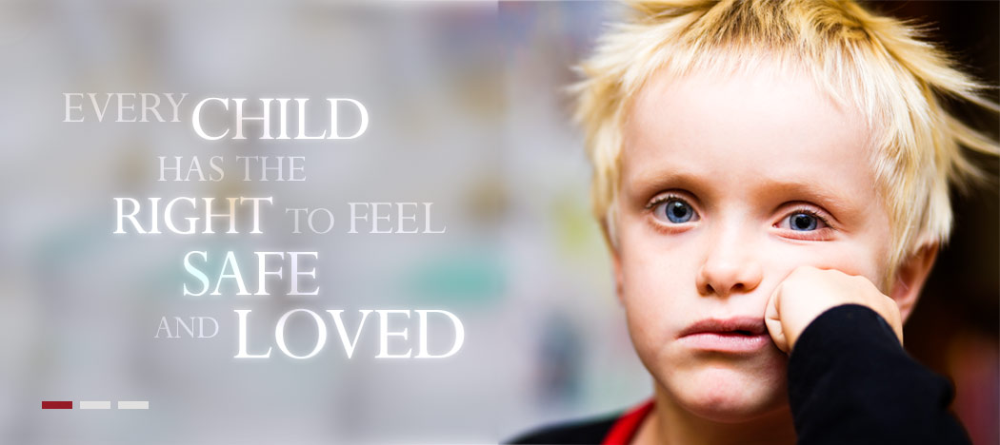 EVERY CHILD
HAS THE
RIGHT TO FEEL
SAFE
AND LOVED